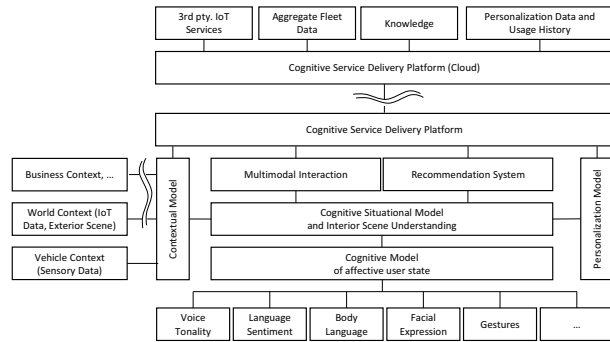 3rd pty. IoT
Services
Aggregate Fleet
Data
Knowledge
Personalization Data and
Usage History
Cognitive Service Delivery Platform (Cloud)
Cognitive Service Delivery Platform
Business Context, ...
World Context (IoT
Data, Exterior Scene)
Vehicle Context
(Sensory Data)
Contextual Model
Multimodal Interaction
Recommendation System
Cognitive Situational Model
and Interior Scene Understanding
Cognitive Model
of affective user state
Personalization Model
Voice
Tonality
Language
Sentiment
Body
Language
Facial
Expression
Gestures
...